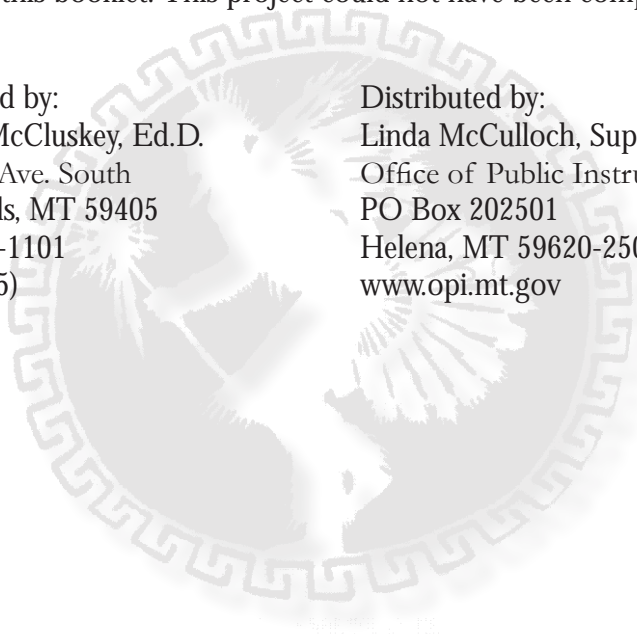 this booklet. This project could not have been comp
d by:
McCluskey, Ed.D.
Ave. South
ls, MT 59405
-1101
5)
Distributed by:
Linda McCulloch, Sup
Office of Public Instru
PO Box 202501
Helena, MT 59620-250
www.opi.mt.gov